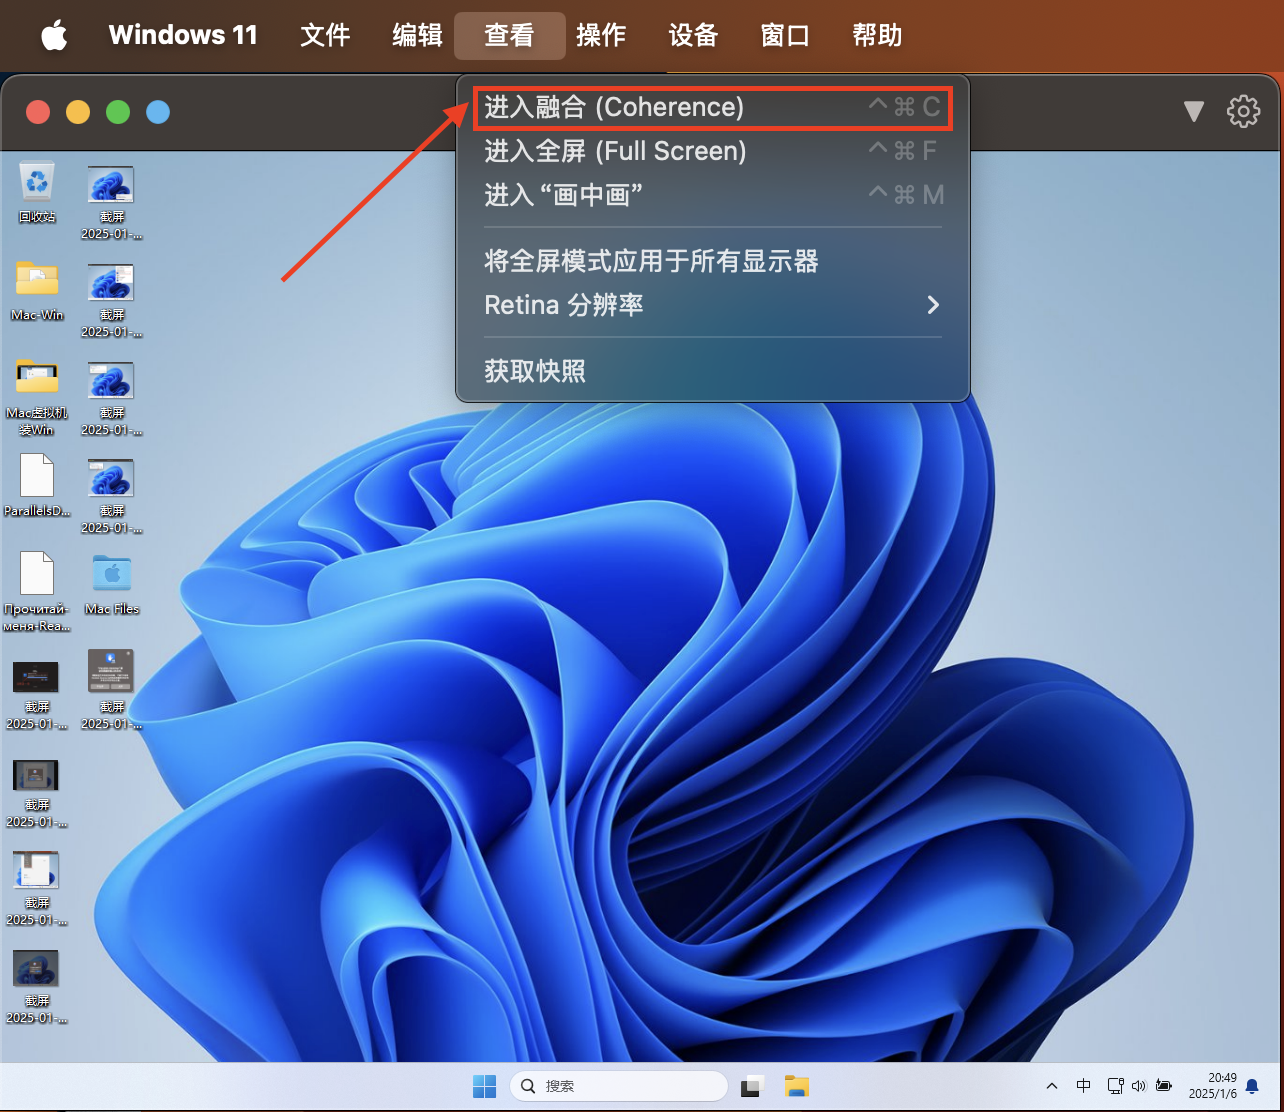 Windows 11 文件 编辑 查看 操作 设备 窗口 帮助
进入融合 (Coherence) ^⌘C
进入全屏 (Full Screen) ^⌘F
进入 “画中画” ^⌘M
将全屏模式应用于所有显示器
Retina 分辨率
获取快照
回收站
截屏
2025-01-...
Mac-Win
截屏
2025-01-...
Mac虚拟机
装Win
截屏
2025-01-...
ParallelsD...
截屏
2025-01-...
Прочитай-
меня-Rea...
Mac Files
截屏
2025-01-...
截屏
2025-01-...
截屏
2025-01-...
截屏
2025-01-...
截屏
2025-01-...
搜索
中
20:49
2025/1/6